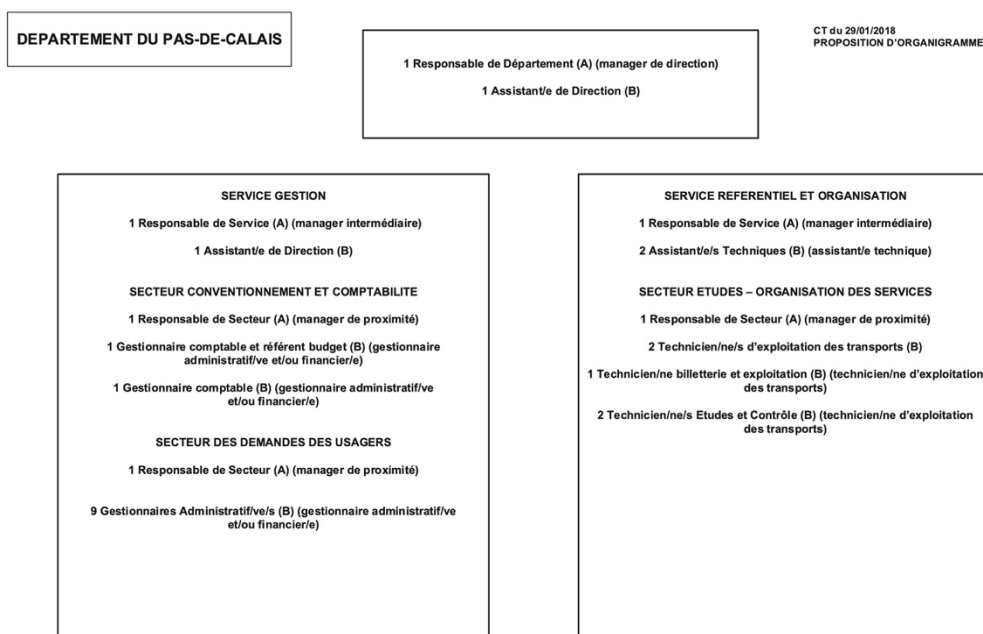 DEPARTEMENT DU PAS-DE-CALAIS
CT du 29/01/2018
PROPOSITION D'ORGANIGRAMME
1 Responsable de Département (A) (manager de direction)
1 Assistant/e de Direction (B)
SERVICE GESTION
1 Responsable de Service (A) (manager intermédiaire)
1 Assistant/e de Direction (B)
SECTEUR CONVENTIONNEMENT ET COMPTABILITE
1 Responsable de Secteur (A) (manager de proximité)
1 Gestionnaire comptable et référent budget (B) (gestionnaire
administratif/ve et/ou financier/e)
1 Gestionnaire comptable (B) (gestionnaire administratif/ve
et/ou financier/e)
SECTEUR DES DEMANDES DES USAGERS
1 Responsable de Secteur (A) (manager de proximité)
9 Gestionnaires Administratif/ve/s (B) (gestionnaire administratif/ve
et/ou financier/e)
SERVICE REFERENTIEL ET ORGANISATION
1 Responsable de Service (A) (manager intermédiaire)
2 Assistant/e/s Techniques (B) (assistant/e technique)
SECTEUR ETUDES – ORGANISATION DES SERVICES
1 Responsable de Secteur (A) (manager de proximité)
2 Technicien/ne/s d'exploitation des transports (B)
1 Technicien/ne billetterie et exploitation (B) (technicien/ne d'exploitation
des transports)
2 Technicien/ne/s Etudes et Contrôle (B) (technicien/ne d'exploitation
des transports)